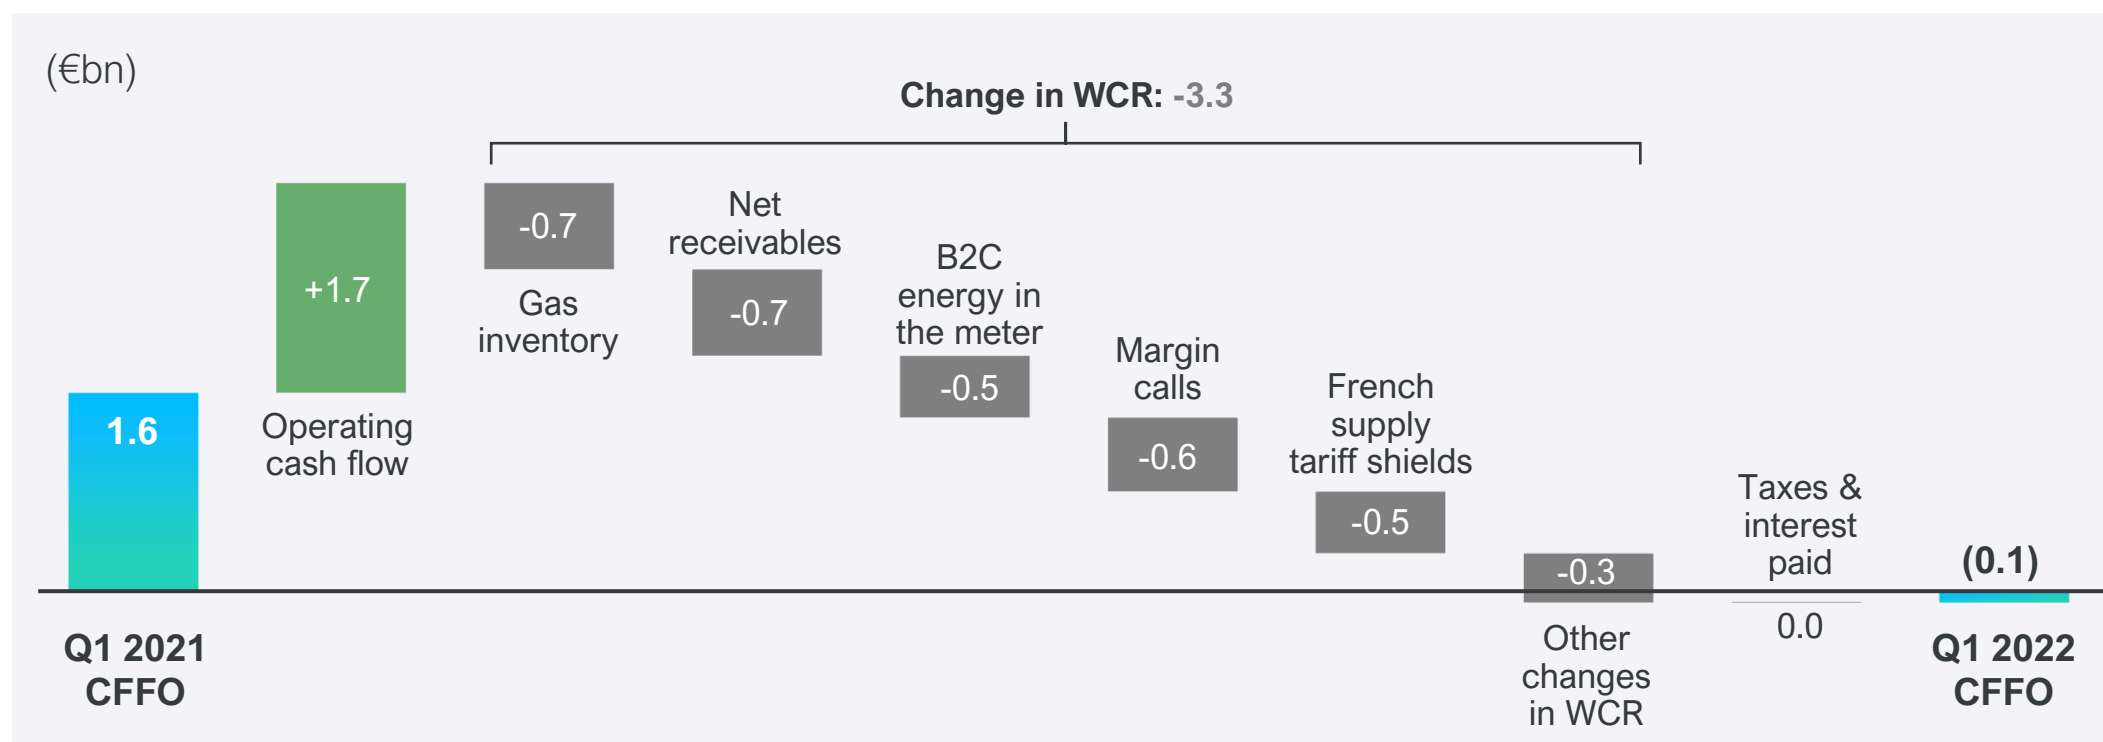 (€bn)
Change in WCR: -3.3
1.6
Q1 2021
CFFO
+1.7
Operating
cash flow
-0.7
Gas
inventory
Net
receivables
-0.7
B2C
energy in
the meter
-0.5
Margin
calls
-0.6
French
supply
tariff shields
-0.5
-0.3
Other
changes
in WCR
Taxes &
interest
paid
0.0
(0.1)
Q1 2022
CFFO